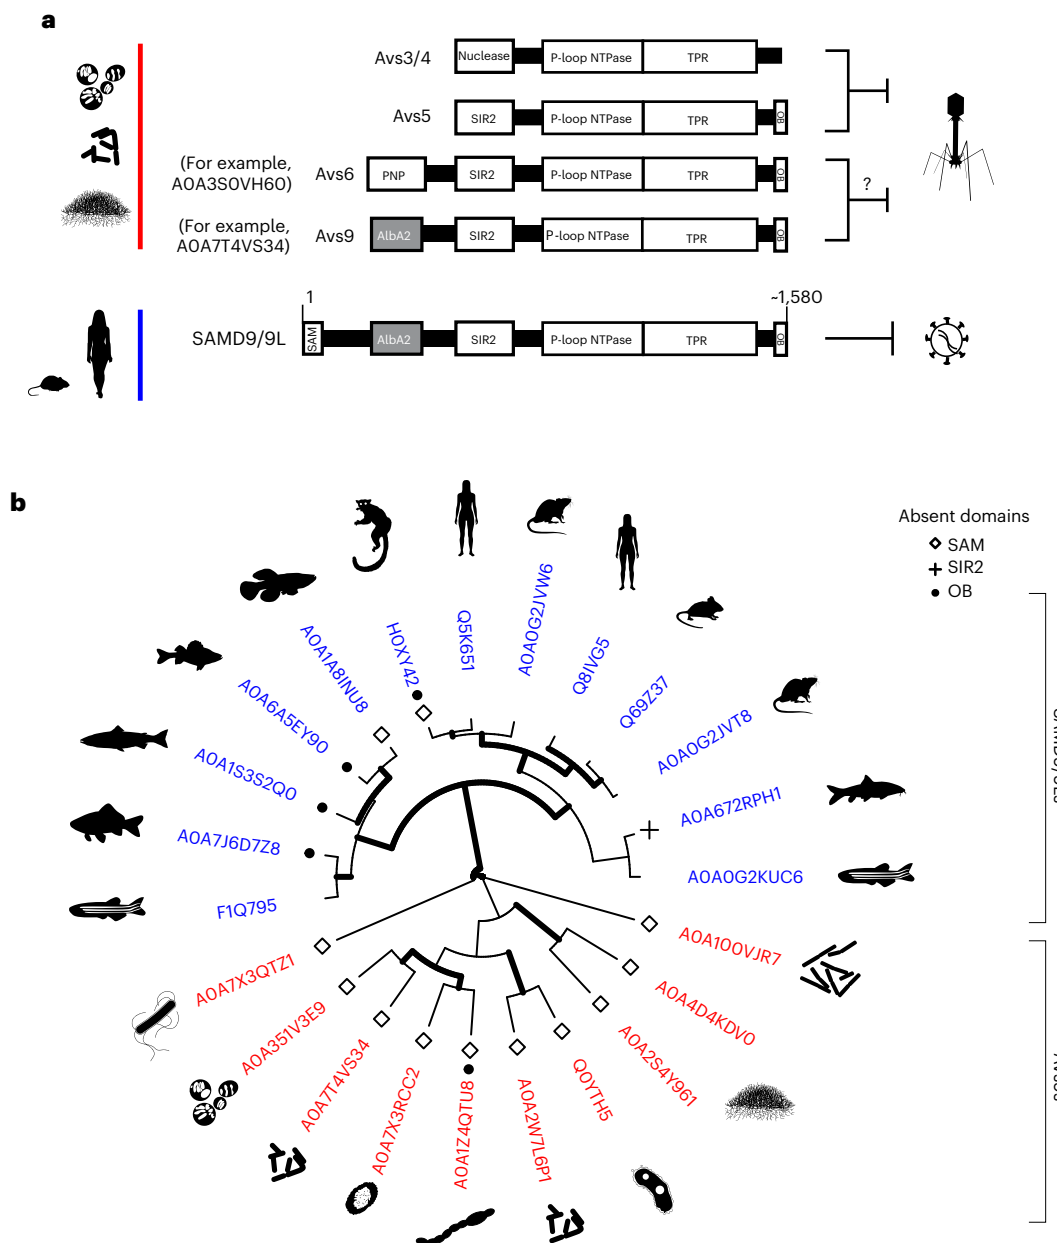 a
Avs3/4
Nuclease
P-loop NTPase
TPR
Avs5
SIR2
P-loop NTPase
TPR
OB
(For example,
A0A3S0VH60)
Avs6
PNP
SIR2
P-loop NTPase
TPR
OB
?
(For example,
A0A7T4VS34)
Avs9
AlbA2
SIR2
P-loop NTPase
TPR
OB
1
~1,580
SAMD9/9L
SAM
AlbA2
SIR2
P-loop NTPase
TPR
OB
b
Absent domains
SAM
SIR2
OB
F1Q795
A0A7J6D7Z8
A0A1S3S2Q0
A0A6A5EY90
A0A1A8INU8
H0XY42
Q5K651
A0A0G2JVW6
Q8IVG5
Q69Z37
A0A0G2JVT8
A0A672RPH1
A0A0G2KUC6
A0A100VJR7
A0A4D4KDV0
A0A2S4Y961
Q0YTH5
A0A2W7L6P1
A0A1Z4QTU8
A0A7X3RCC2
A0A7T4VS34
A0A351V3E9
A0A7X3QTZ1